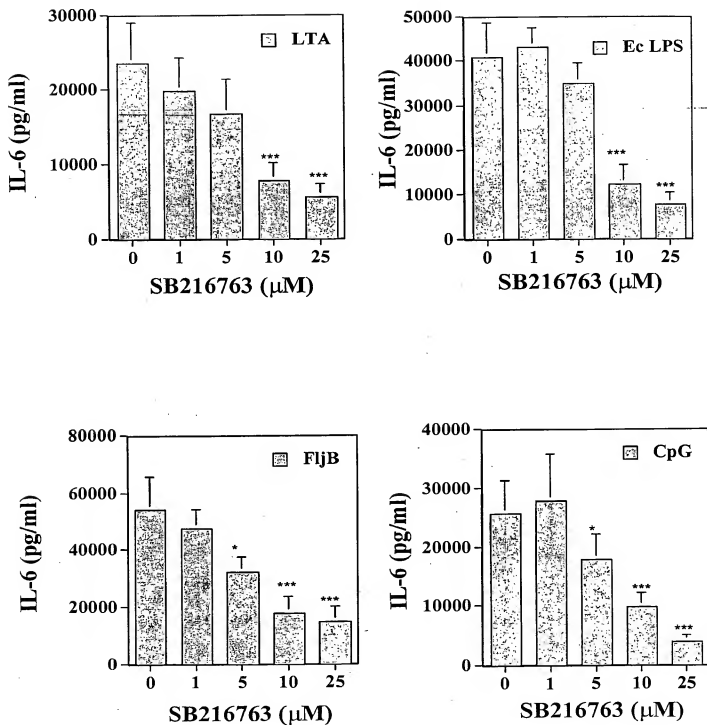 30000
20000
10000
0
IL-6 (pg/ml)
LTA
*** ***
0 1 5 10 25
SB216763 (µM)
50000
40000
30000
20000
10000
0
IL-6 (pg/ml)
Ec LPS
***
***
0 1 5 10 25
SB216763 (µM)
80000
60000
40000
20000
0
IL-6 (pg/ml)
FljB
*
***
***
0 1 5 10 25
SB216763 (µM)
40000
30000
20000
10000
0
IL-6 (pg/ml)
CpG
*
***
***
0 1 5 10 25
SB216763 (µM)